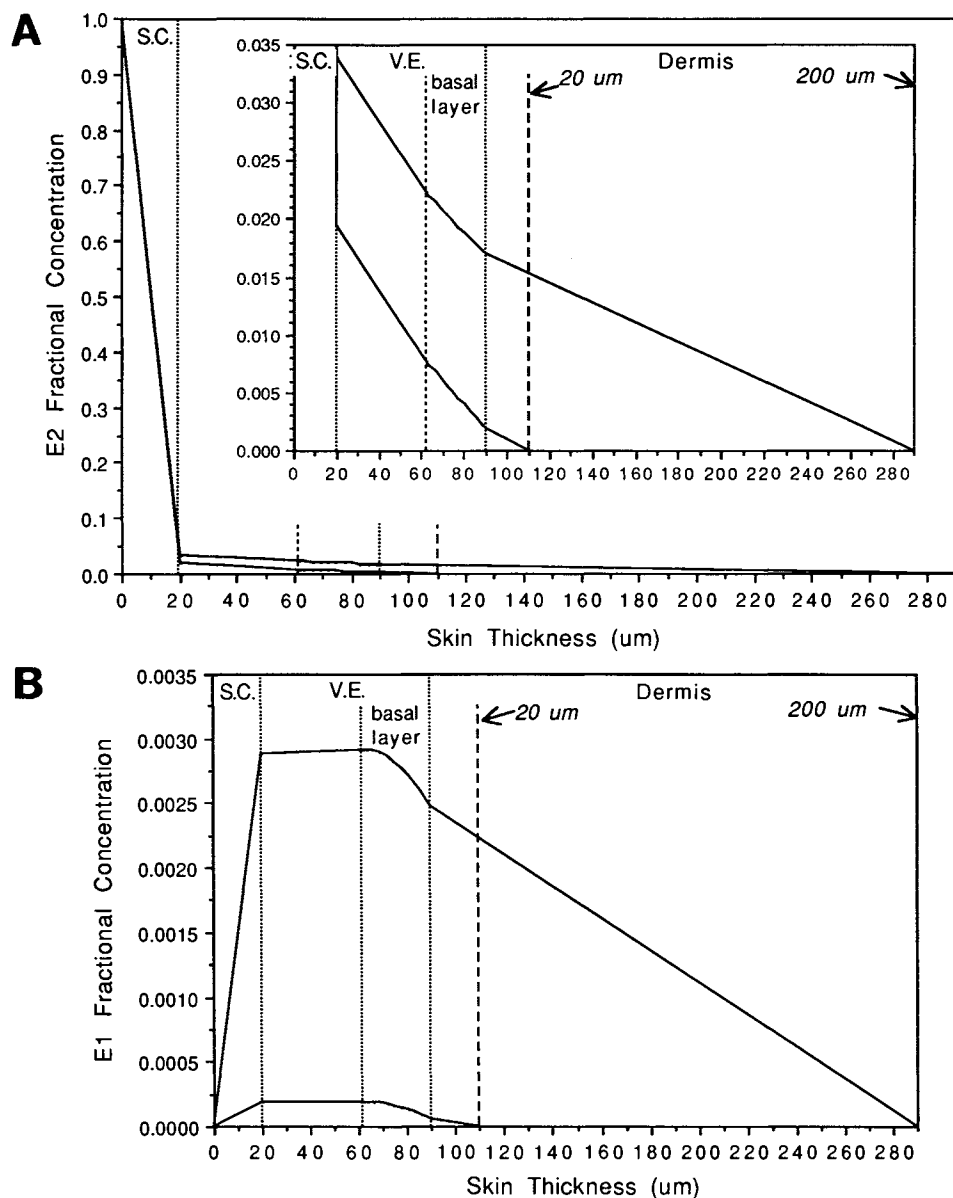 A
S.C.
S.C.
V.E.
basal
layer
Dermis
20 um
200 um
E2 Fractional Concentration
1.0
0.9
0.8
0.7
0.6
0.5
0.4
0.3
0.2
0.1
0.0
0.035
0.030
0.025
0.020
0.015
0.010
0.005
0.000
0 20 40 60 80 100 120 140 160 180 200 220 240 260 280
0 20 40 60 80 100 120 140 160 180 200 220 240 260 280
Skin Thickness (um)
B
S.C.
V.E.
basal
layer
Dermis
20 um
200 um
E1 Fractional Concentration
0.0035
0.0030
0.0025
0.0020
0.0015
0.0010
0.0005
0.0000
0 20 40 60 80 100 120 140 160 180 200 220 240 260 280
Skin Thickness (um)